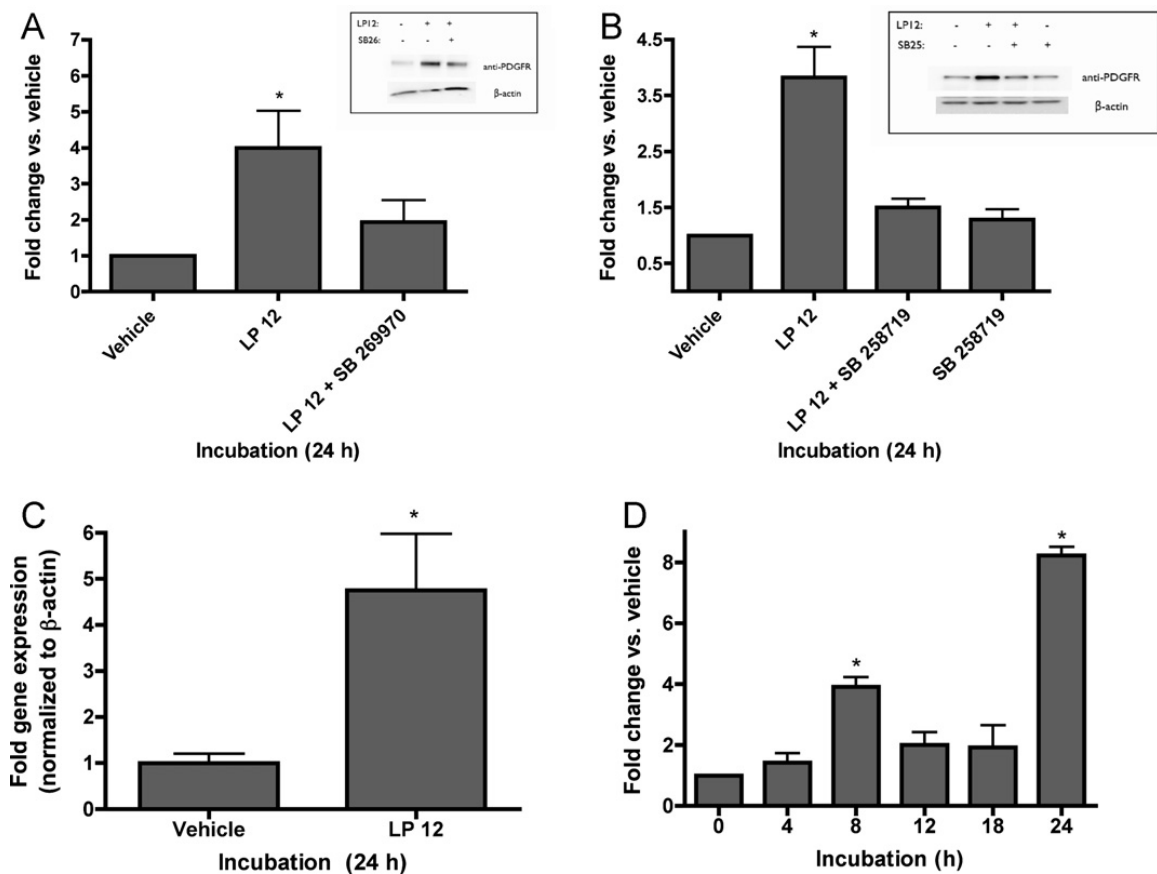 A
Fold change vs. vehicle
7
6
5
4
3
2
1
0
*
LP12: - + +
SB26: - - +
anti-PDGFR
β-actin
Vehicle
LP 12
LP 12 + SB 269970
Incubation (24 h)
B
Fold change vs. vehicle
4.5
3.5
2.5
1.5
0.5
*
LP12: - + + -
SB25: - - + +
anti-PDGFR
β-actin
Vehicle
LP 12
LP 12 + SB 258719
SB 258719
Incubation (24 h)
C
Fold gene expression
(normalized to β-actin)
6
5
4
3
2
1
0
*
Vehicle
LP 12
Incubation (24 h)
D
Fold change vs. vehicle
8
6
4
2
0
*
*
0 4 8 12 18 24
Incubation (h)